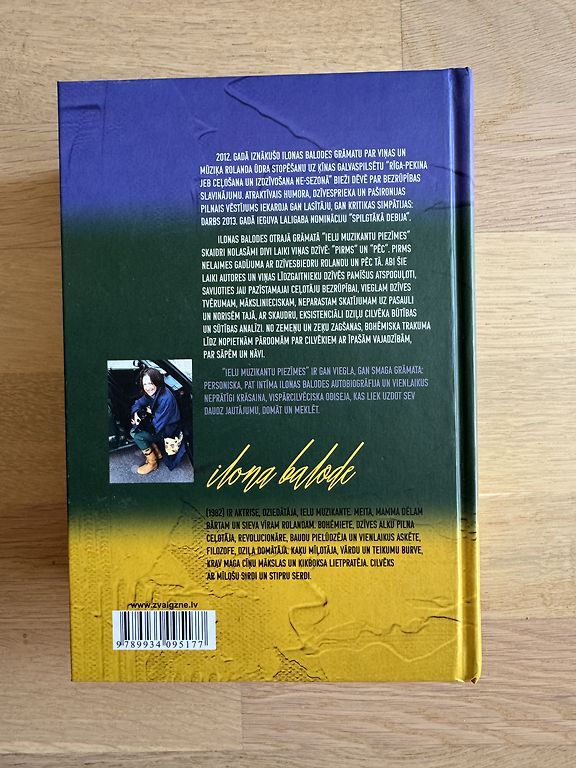 2012. GADĀ IZNĀKUŠO ILONAS BALODES GRĀMATU PAR VIŅAS UN
MŪZIĶA ROLANDA ŪDRA STOPĒŠANU UZ ĶĪNAS GALVASPILSĒTU "RĪGA-PEKINA
JEB CEĻOŠANA UN IZDZĪVOŠANA NE-SEZONĀ" BIEŽI DĒVĒ PAR BEZRŪPĪBAS
SLAVINĀJUMU. ATRAKTĪVAIS HUMORA, DZĪVESPRIEKA UN PAŠIRONIJAS
PILNAIS VĒSTĪJUMS IEKAROJA GAN LASĪTĀJU, GAN KRITIKAS SIMPĀTIJAS:
DARBS 2013. GADĀ IEGUVA LALIGABA NOMINĀCIJU "SPILGTĀKĀ DEBIJA".
ILONAS BALODES OTRAJĀ GRĀMATĀ "IELU MUZIKANTU PIEZĪMES"
SKAIDRI NOLASĀMI DIVI LAIKI VIŅAS DZĪVĒ: "PIRMS" UN "PĒC". PIRMS
NELAIMES GADĪJUMA AR DZĪVESBIEDRU ROLANDU UN PĒC TĀ. ABI ŠIE
LAIKI AUTORES UN VIŅAS LĪDZGAITNIEKU DZĪVĒS PAMĪŠUS ATSPOGUĻOTI,
SAVIJOTIES JAU PAZĪSTAMAJAI CEĻOTĀJU BEZRŪPĪBAI, VIEGLAM DZĪVES
TVĒRUMAM, MĀKSLINIECISKAM, NEPARASTAM SKATĪJUMAM UZ PASAULI
UN NORISĒM TAJĀ, AR SKAUDRU, EKSISTENCIĀLI DZIĻU CILVĒKA BŪTĪBAS
UN SŪTĪBAS ANALĪZI. NO ZEMEŅU UN ZEĶU ZAGŠANAS, BOHĒMISKA TRAKUMA
LĪDZ NOPIETNĀM PĀRDOMĀM PAR CILVĒKIEM AR ĪPAŠĀM VAJADZĪBĀM,
PAR SĀPĒM UN NĀVI.
"IELU MUZIKANTU PIEZĪMES" IR GAN VIEGLA, GAN SMAGA GRĀMATA:
PERSONISKA, PAT INTĪMA ILONAS BALODES AUTOBIOGRĀFIJA UN VIENLAIKUS
NEPRĀTĪGI KRĀSAINA, VISPĀRCILVĒCISKA ODISEJA, KAS LIEK UZDOT SEV
DAUDZ JAUTĀJUMU, DOMĀT UN MEKLĒT.
ilona balode
(1982) IR AKTRISE, DZIEDĀTĀJA, IELU MUZIKANTE. MEITA, MAMMA DĒLAM
BĀRTAM UN SIEVA VĪRAM ROLANDAM. BOHĒMIETE, DZĪVES ALKU PILNA
CEĻOTĀJA, REVOLUCIONĀRE, BAUDU PIELŪDZĒJA UN VIENLAIKUS ASKĒTE,
FILOZOFE, DZIĻA DOMĀTĀJA. KAĶU MĪĻOTĀJA, VĀRDU UN TEIKUMU BURVE,
KRAV MAGA CĪŅU MĀKSLAS UN KIKBOKSA LIETPRATĒJA. CILVĒKS
AR MĪLOŠU SIRDI UN STIPRU SERDI.
www.zvaigzne.lv
9 789934 095177